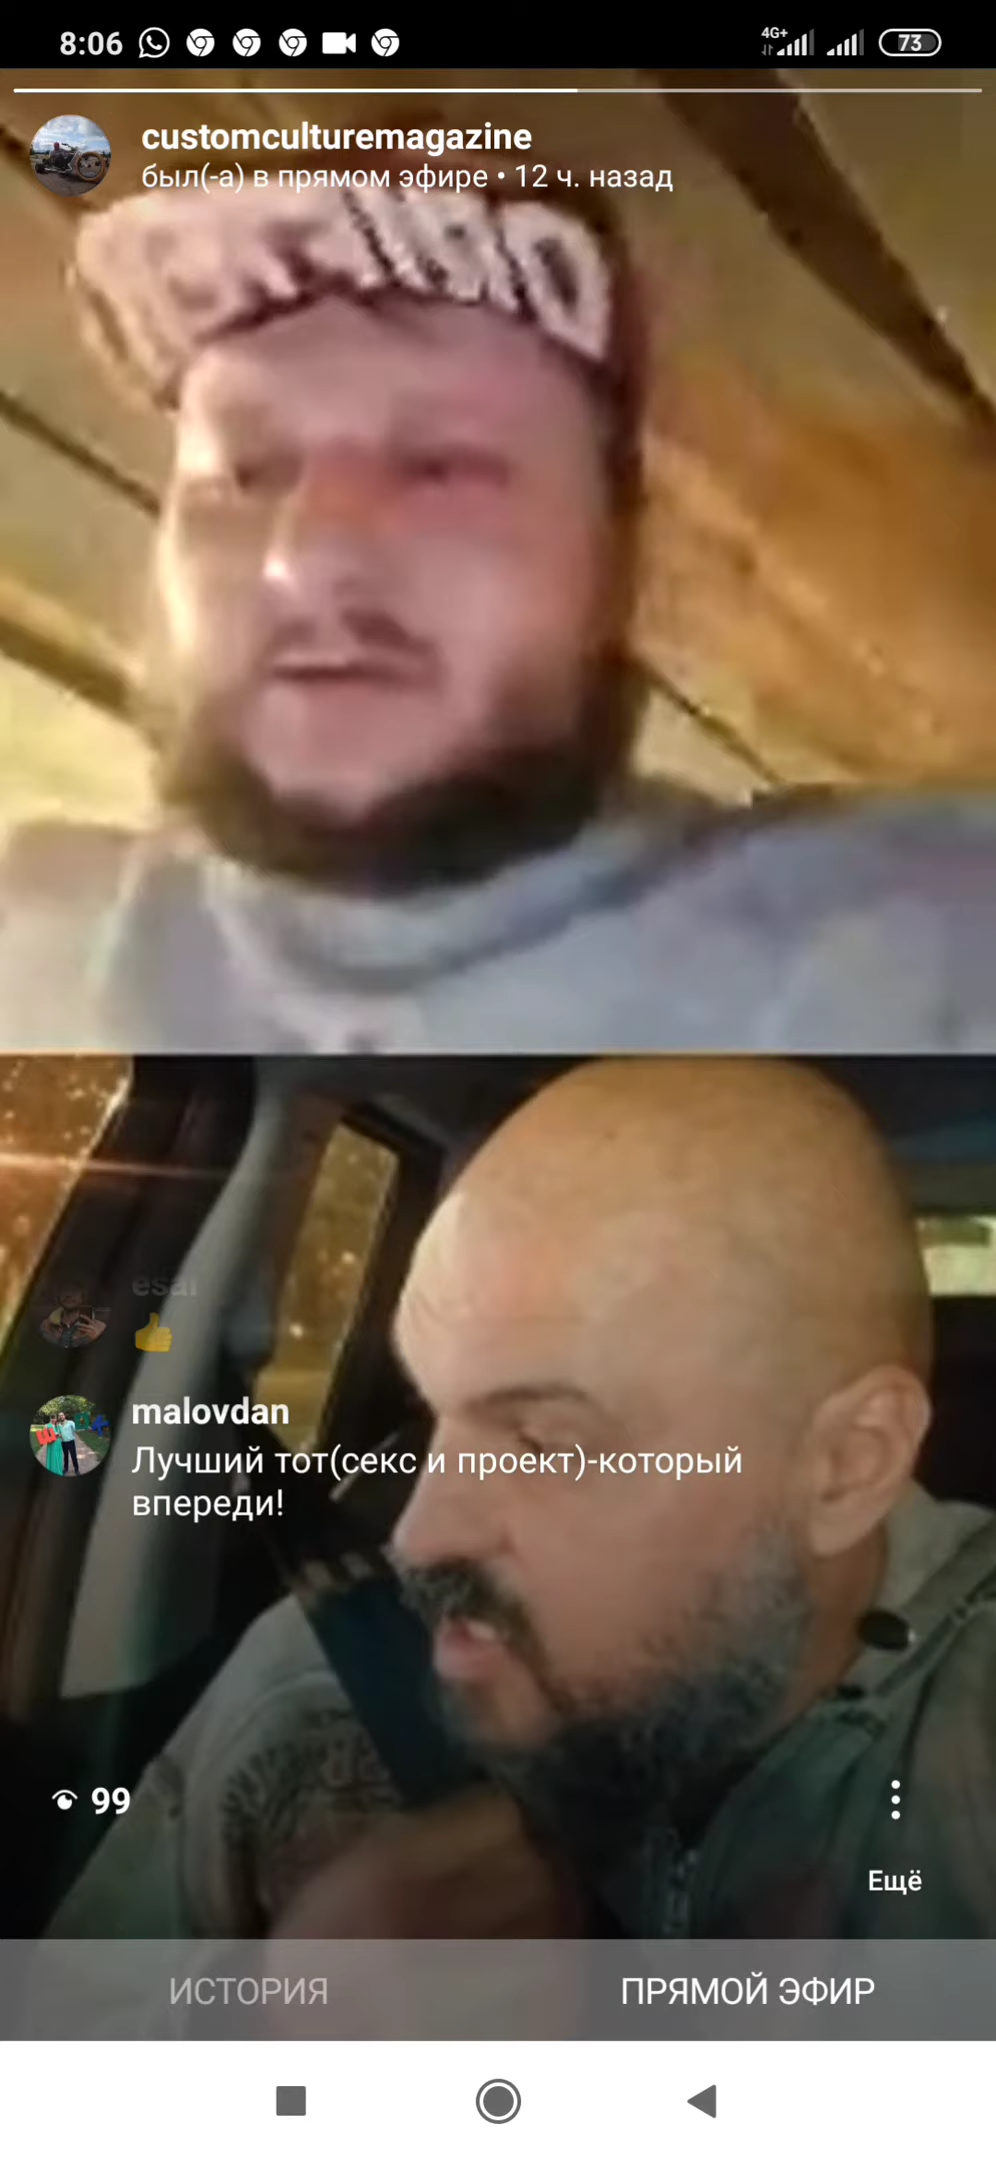 8:06
4G+
73
customculturemagazine
был(-а) в прямом эфире • 12 ч. назад
esai
malovdan
Лучший тот(секс и проект)-который
впереди!
99
Ещё
ИСТОРИЯ
ПРЯМОЙ ЭФИР